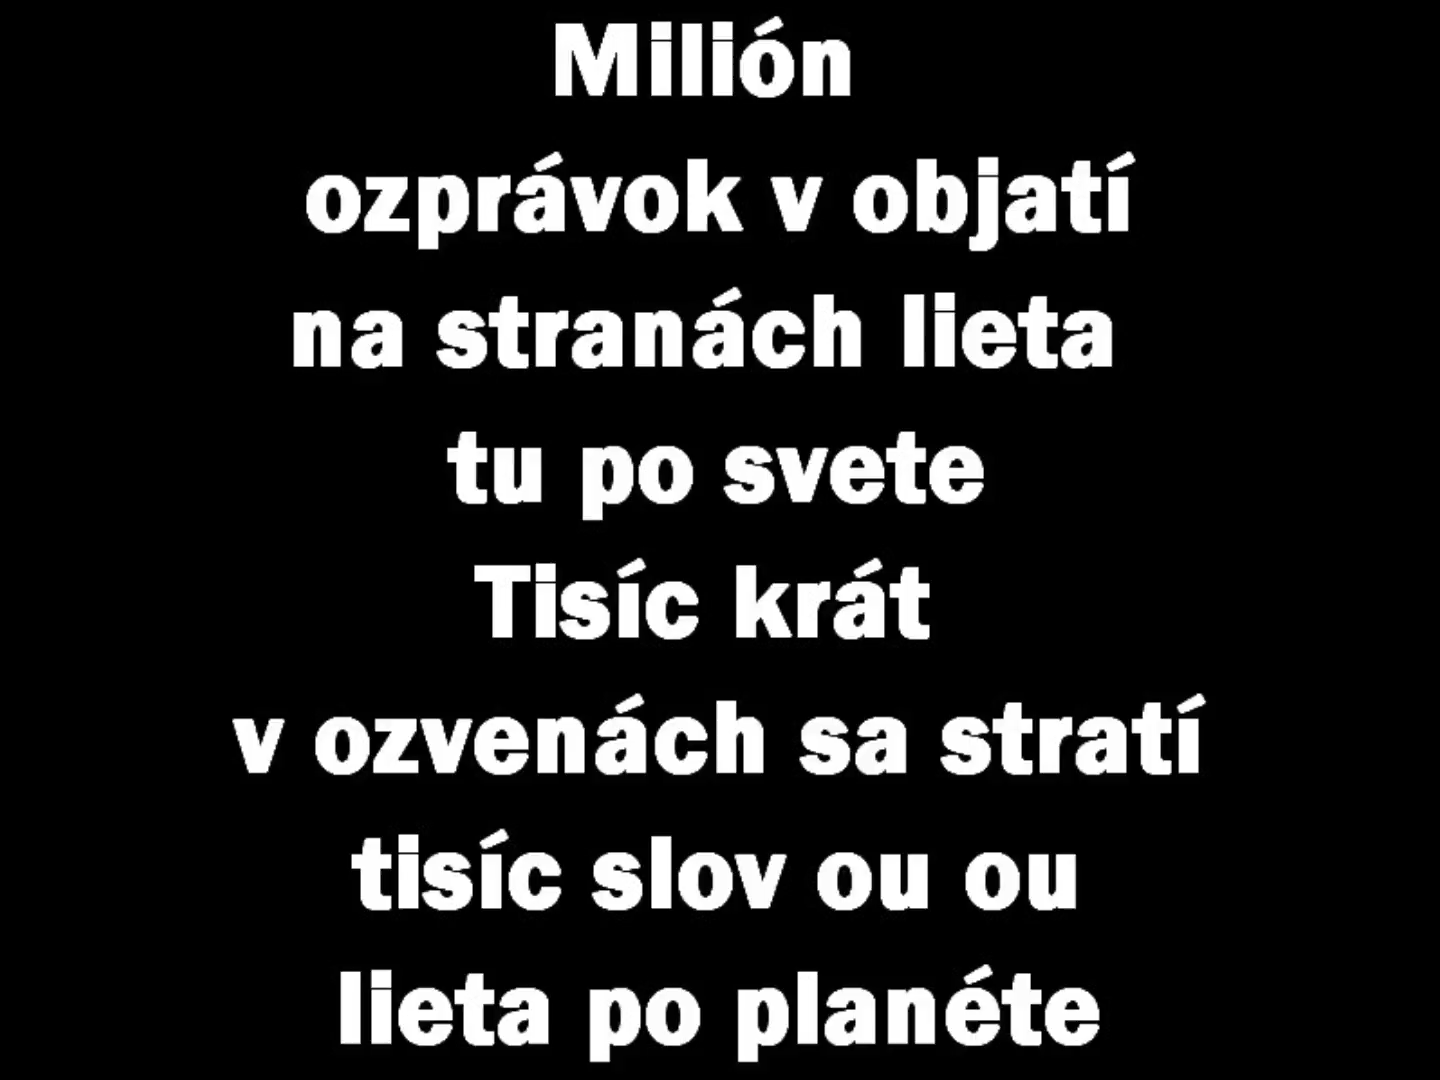 Milión
ozprávok v objatí
na stranách lieta
tu po svete
Tisíc krát
v ozvenách sa stratí
tisíc slov ou ou
lieta po planéte